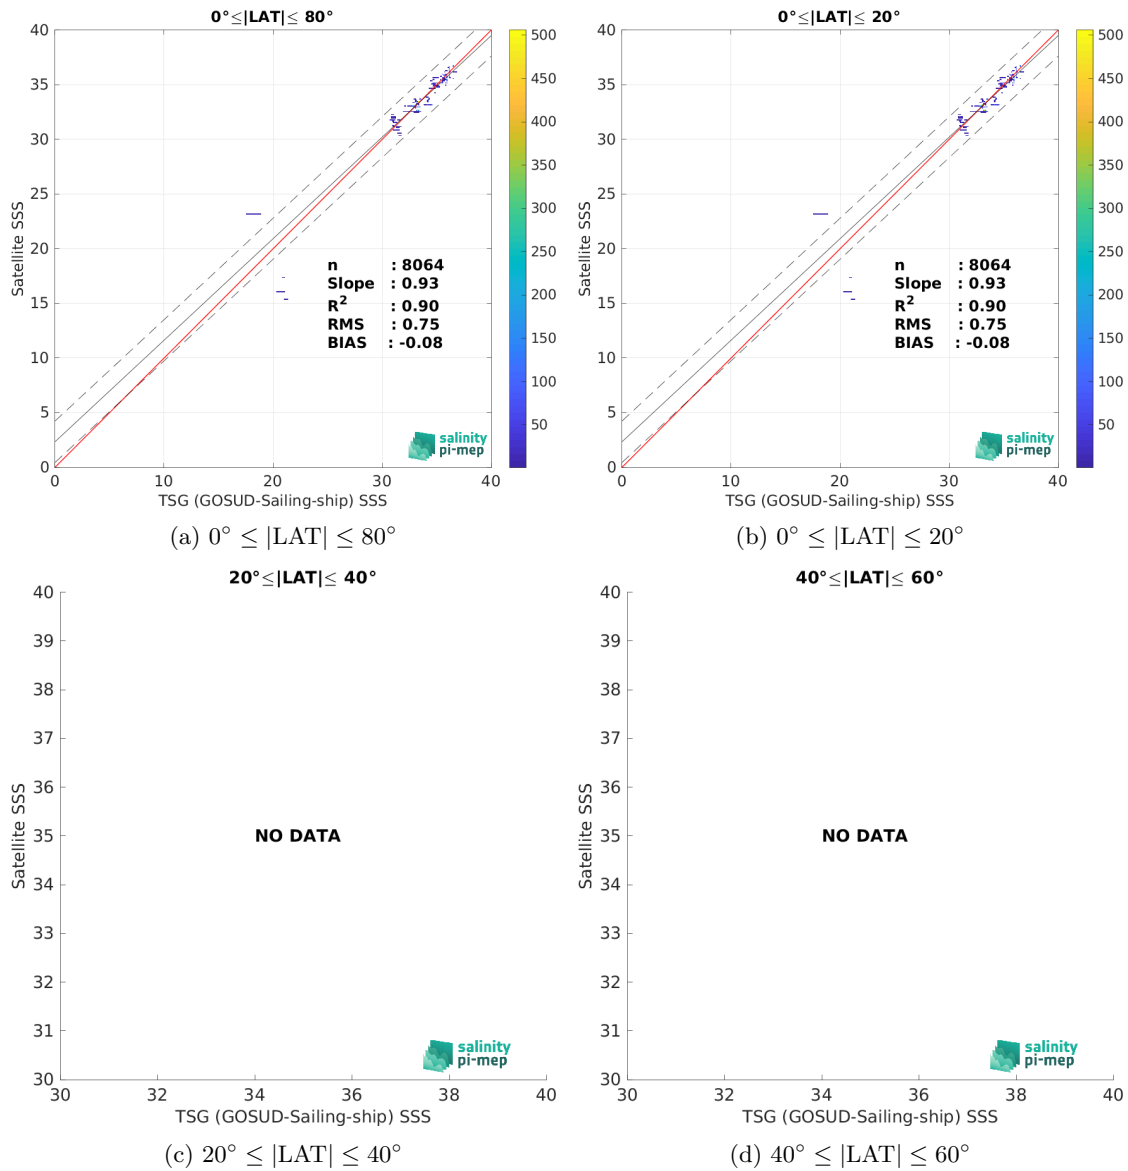 0°≤|LAT|≤ 80°
40
35
30
25
20
15
10
5
0
Satellite SSS
n : 8064
Slope : 0.93
R2 : 0.90
RMS : 0.75
BIAS : -0.08
salinity
pi-mep
0
10
20
30
40
TSG (GOSUD-Sailing-ship) SSS
500
450
400
350
300
250
200
150
100
50
(a) 0° ≤ |LAT| ≤ 80°
0°≤|LAT|≤ 20°
40
35
30
25
20
15
10
5
0
Satellite SSS
n : 8064
Slope : 0.93
R2 : 0.90
RMS : 0.75
BIAS : -0.08
salinity
pi-mep
0
10
20
30
40
TSG (GOSUD-Sailing-ship) SSS
500
450
400
350
300
250
200
150
100
50
(b) 0° ≤ |LAT| ≤ 20°
20°≤|LAT|≤ 40°
40
39
38
37
36
35
34
33
32
31
30
Satellite SSS
NO DATA
salinity
pi-mep
30
32
34
36
38
40
TSG (GOSUD-Sailing-ship) SSS
(c) 20° ≤ |LAT| ≤ 40°
40°≤|LAT|≤ 60°
40
39
38
37
36
35
34
33
32
31
30
Satellite SSS
NO DATA
salinity
pi-mep
30
32
34
36
38
40
TSG (GOSUD-Sailing-ship) SSS
(d) 40° ≤ |LAT| ≤ 60°